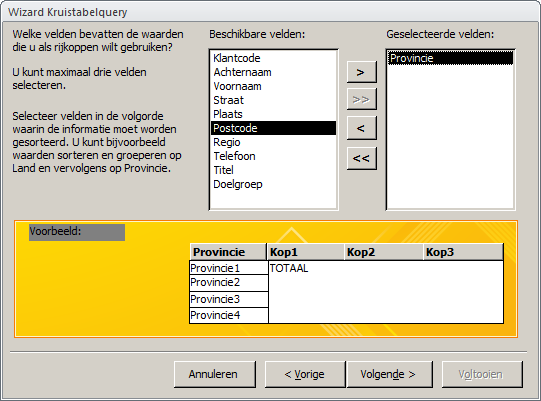 Wizard Kruistabelquery
Welke velden bevatten de waarden
die u als rijkoppen wilt gebruiken?
U kunt maximaal drie velden
selecteren.
Selecteer velden in de volgorde
waarin de informatie moet worden
gesorteerd. U kunt bijvoorbeeld
waarden sorteren en groeperen op
Land en vervolgens op Provincie.
Beschikbare velden:
Klantcode
Achternaam
Voornaam
Straat
Plaats
Postcode
Regio
Telefoon
Titel
Doelgroep
>
>>
<
<<
Geselecteerde velden:
Provincie
Voorbeeld:
Provincie Kop1 Kop2 Kop3
Provincie1 TOTAAL
Provincie2
Provincie3
Provincie4
Annuleren < Vorige Volgende > Voltooien